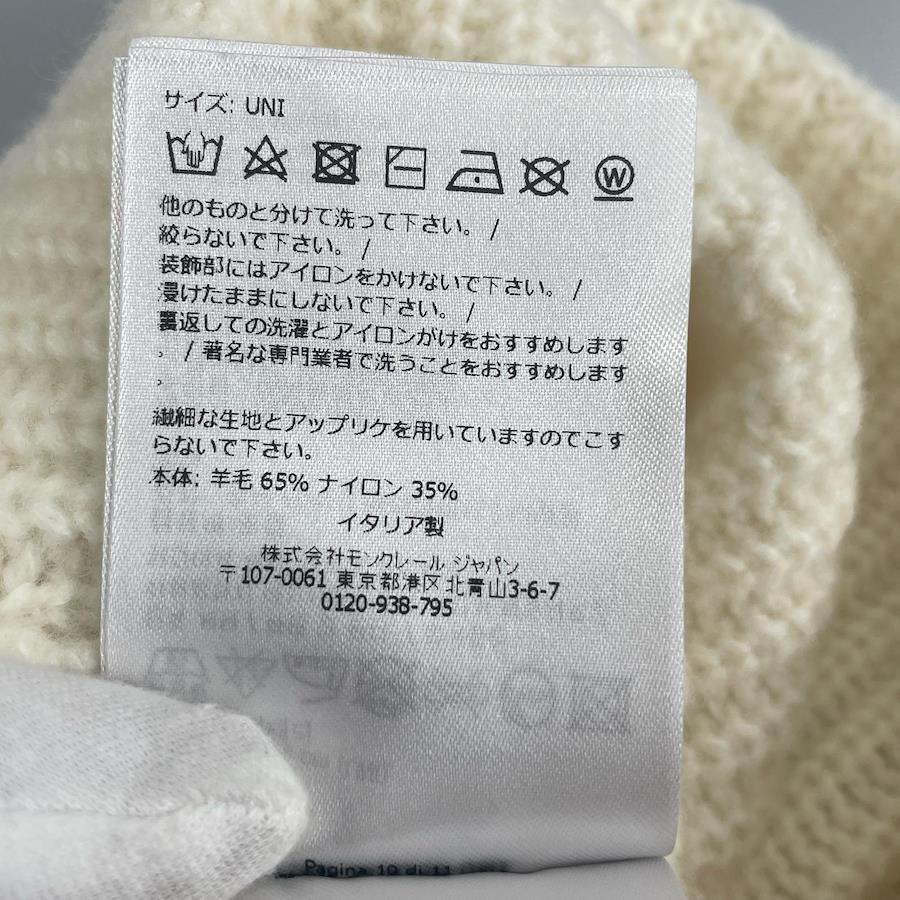 サイズ: UNI
W
他のものと分けて洗って下さい。 /
絞らないで下さい。 /
装飾部にはアイロンをかけないで下さい。 /
浸けたままにしないで下さい。 /
裏返しての洗濯とアイロンがけをおすすめします
。 / 著名な専門業者で洗うことをおすすめします
。
繊細な生地とアップリケを用いていますのでこす
らないで下さい。
本体: 羊毛 65% ナイロン 35%
イタリア製
株式会社モンクレール ジャパン
〒107-0061 東京都港区北青山3-6-7
0120-938-795
Pagina 10 di 11